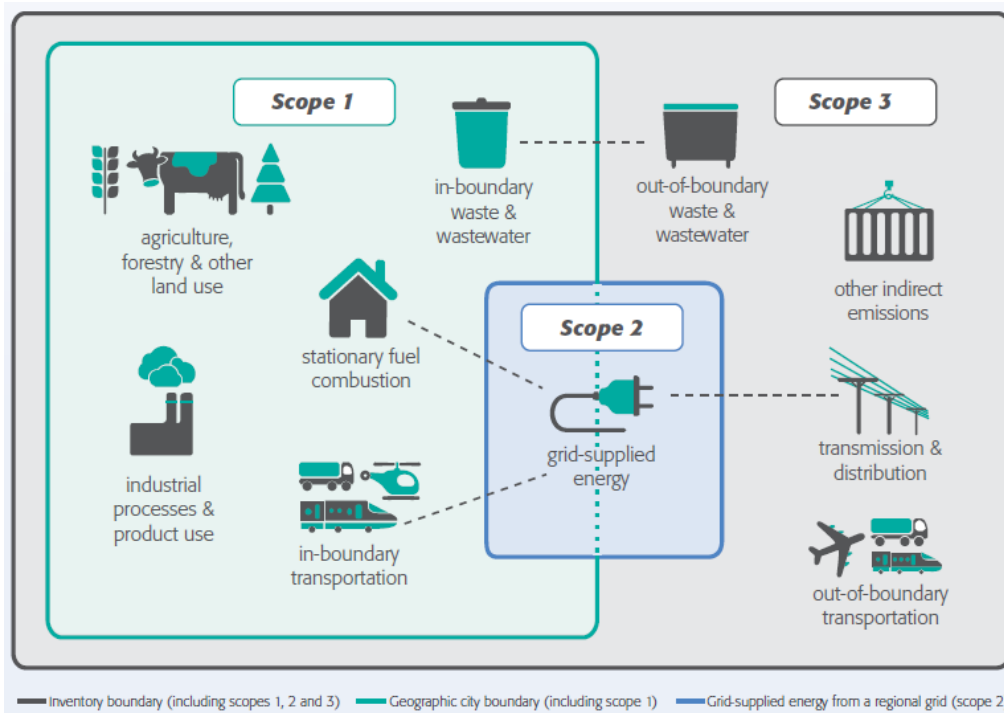 Scope 1
Scope 3
in-boundary
waste &
wastewater
out-of-boundary
waste &
wastewater
agriculture,
forestry & other
land use
other indirect
emissions
Scope 2
stationary fuel
combustion
grid-supplied
energy
transmission &
distribution
industrial
processes &
product use
in-boundary
transportation
out-of-boundary
transportation
Inventory boundary (including scopes 1, 2 and 3) Geographic city boundary (including scope 1) Grid-supplied energy from a regional grid (scope 2